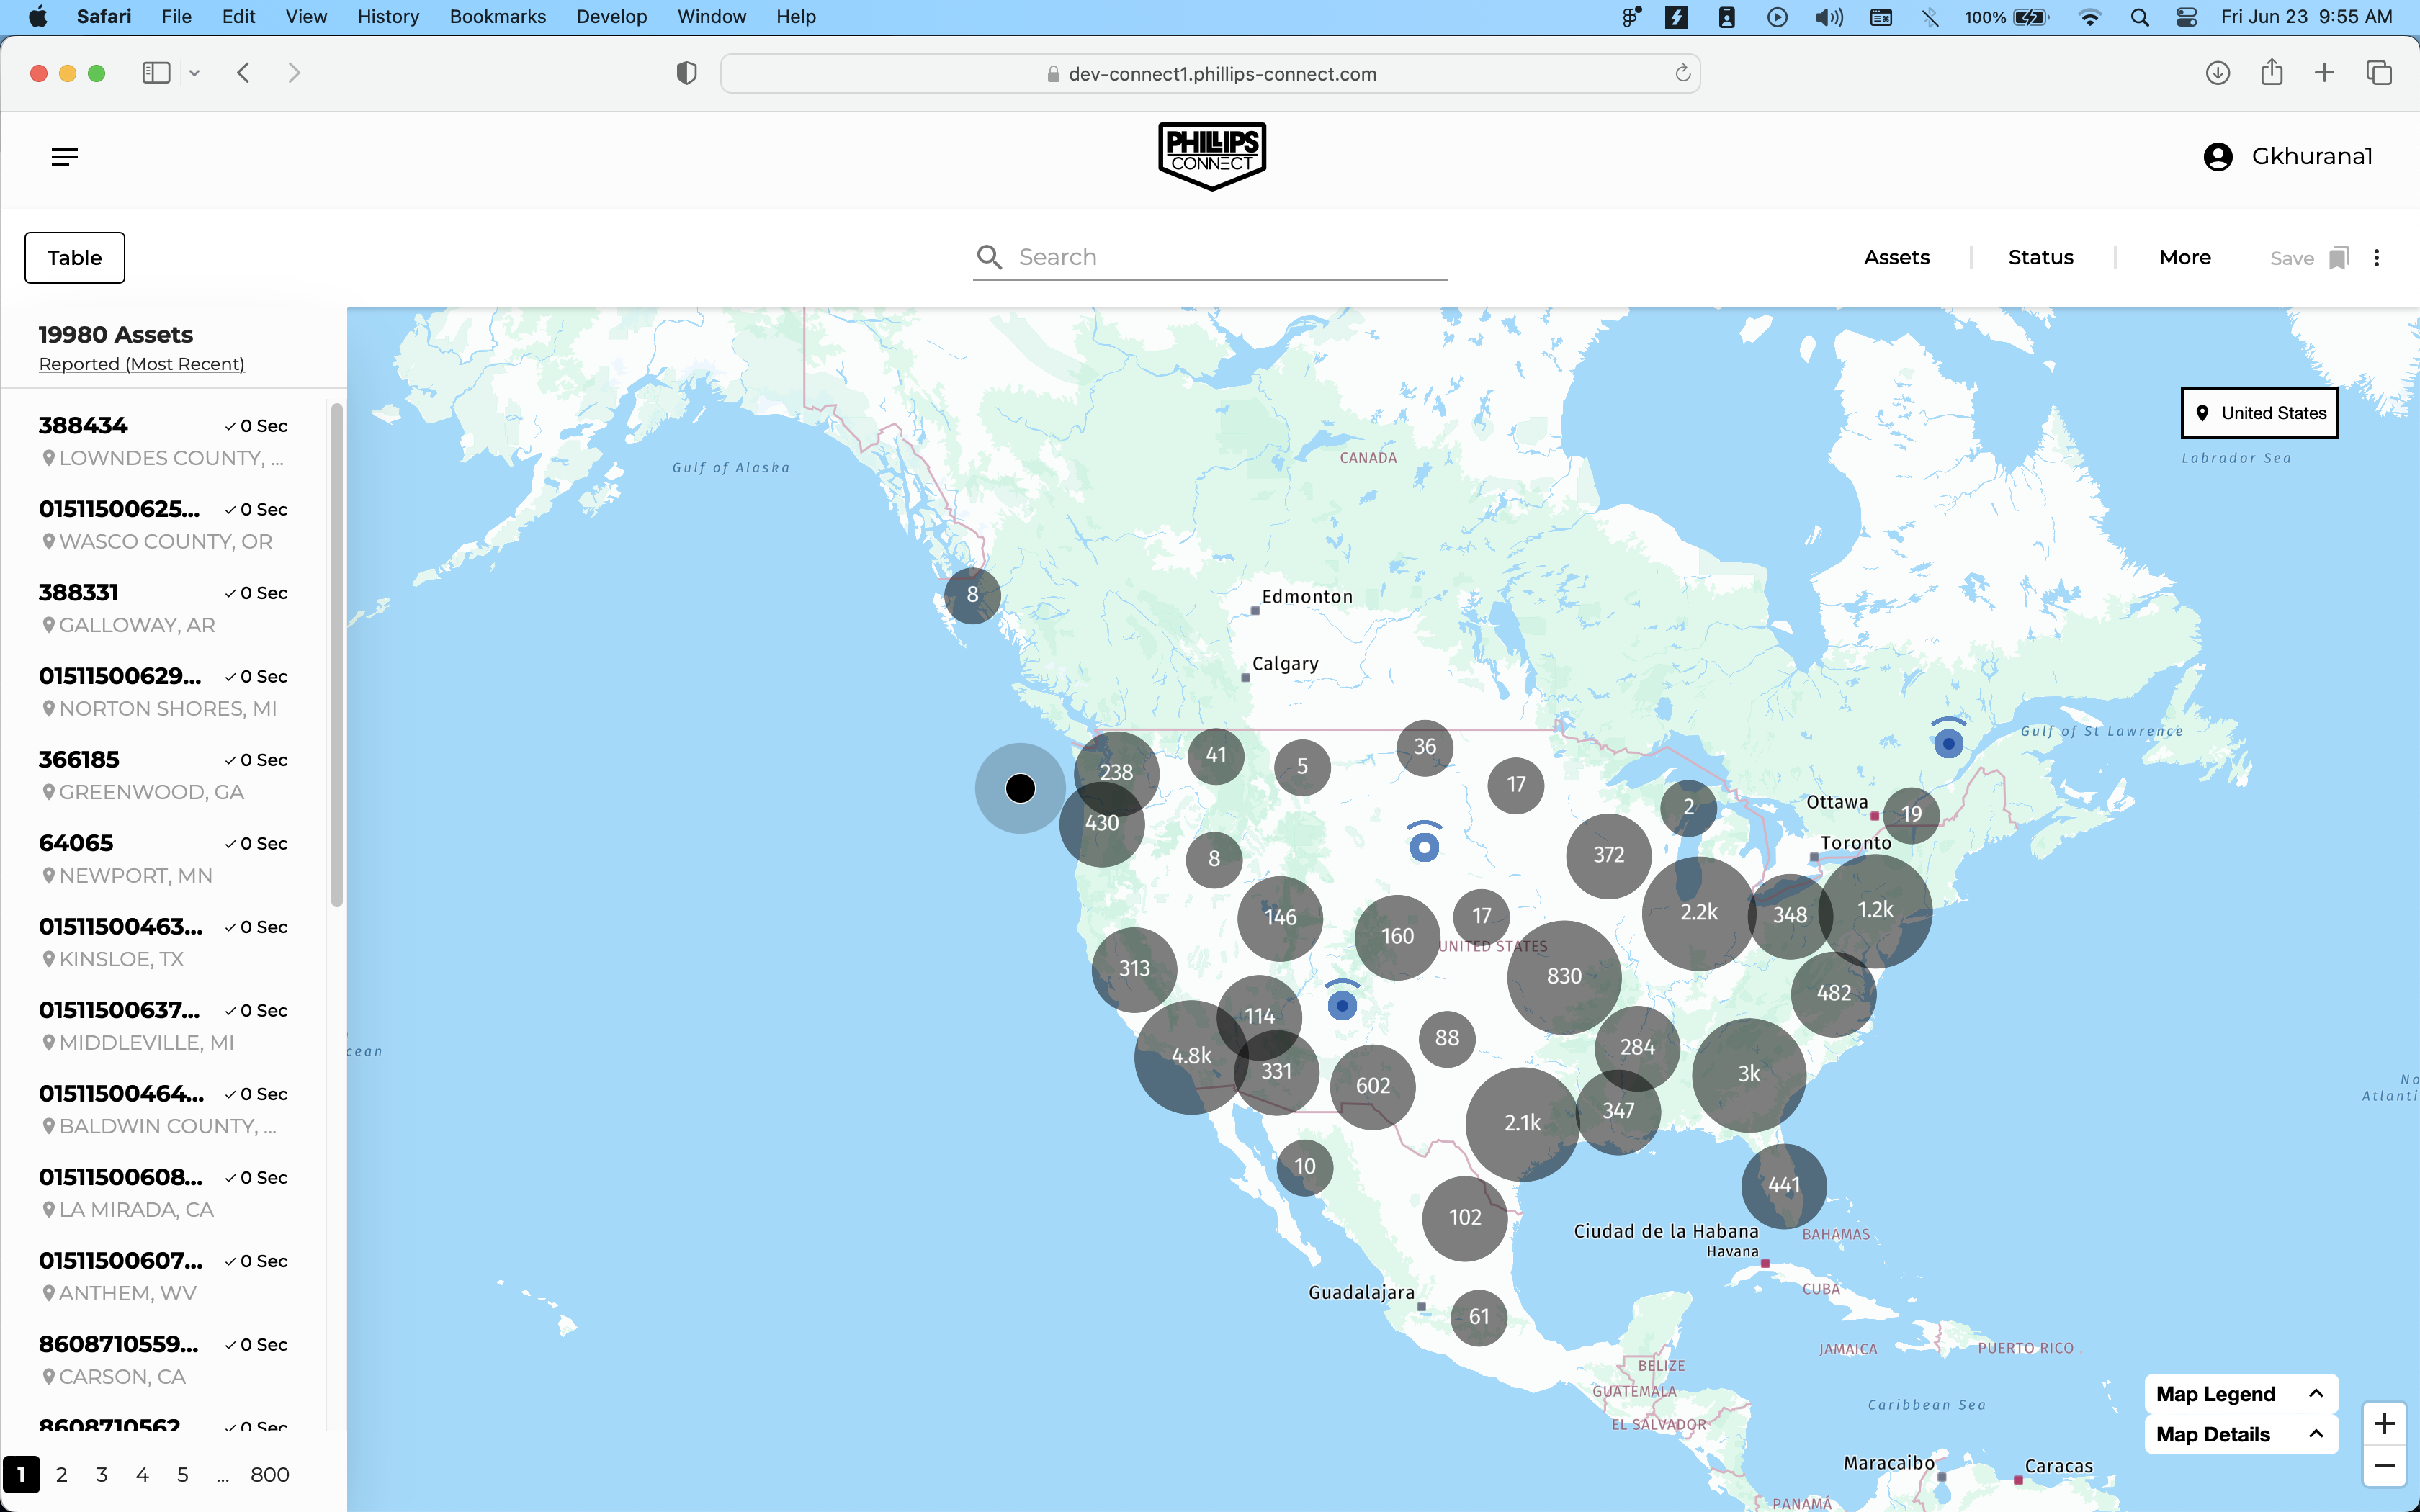 Safari File Edit View History Bookmarks Develop Window Help 100% Fri Jun 23 9:55 AM
dev-connect1.phillips-connect.com
PHILLIPS
CONNECT
Gkhurana1
Table
Search
Assets Status More Save
19980 Assets
Reported (Most Recent)
388434 0 Sec
LOWNDES COUNTY, ...
01511500625... 0 Sec
WASCO COUNTY, OR
388331 0 Sec
GALLOWAY, AR
01511500629... 0 Sec
NORTON SHORES, MI
366185 0 Sec
GREENWOOD, GA
64065 0 Sec
NEWPORT, MN
01511500463... 0 Sec
KINSLOE, TX
01511500637... 0 Sec
MIDDLEVILLE, MI
01511500464... 0 Sec
BALDWIN COUNTY, ...
01511500608... 0 Sec
LA MIRADA, CA
01511500607... 0 Sec
ANTHEM, WV
8608710559... 0 Sec
CARSON, CA
8608710562 0 Sec
1 2 3 4 5 ... 800
United States
Labrador Sea
Gulf of Alaska
CANADA
8
Edmonton
Calgary
Gulf of St Lawrence
238
41
5
36
17
2
Ottawa
19
430
Toronto
8
372
146
160
17
UNITED STATES
2.2k
348
1.2k
313
830
482
114
4.8k
331
88
284
602
3k
2.1k
347
cean
No
Atlanti
10
441
102
Ciudad de la Habana
Havana
BAHAMAS
CUBA
Guadalajara
61
JAMAICA
PUERTO RICO
BELIZE
GUATEMALA
EL SALVADOR
Caribbean Sea
Map Legend
Map Details
Maracaibo
Caracas
PANAMÁ